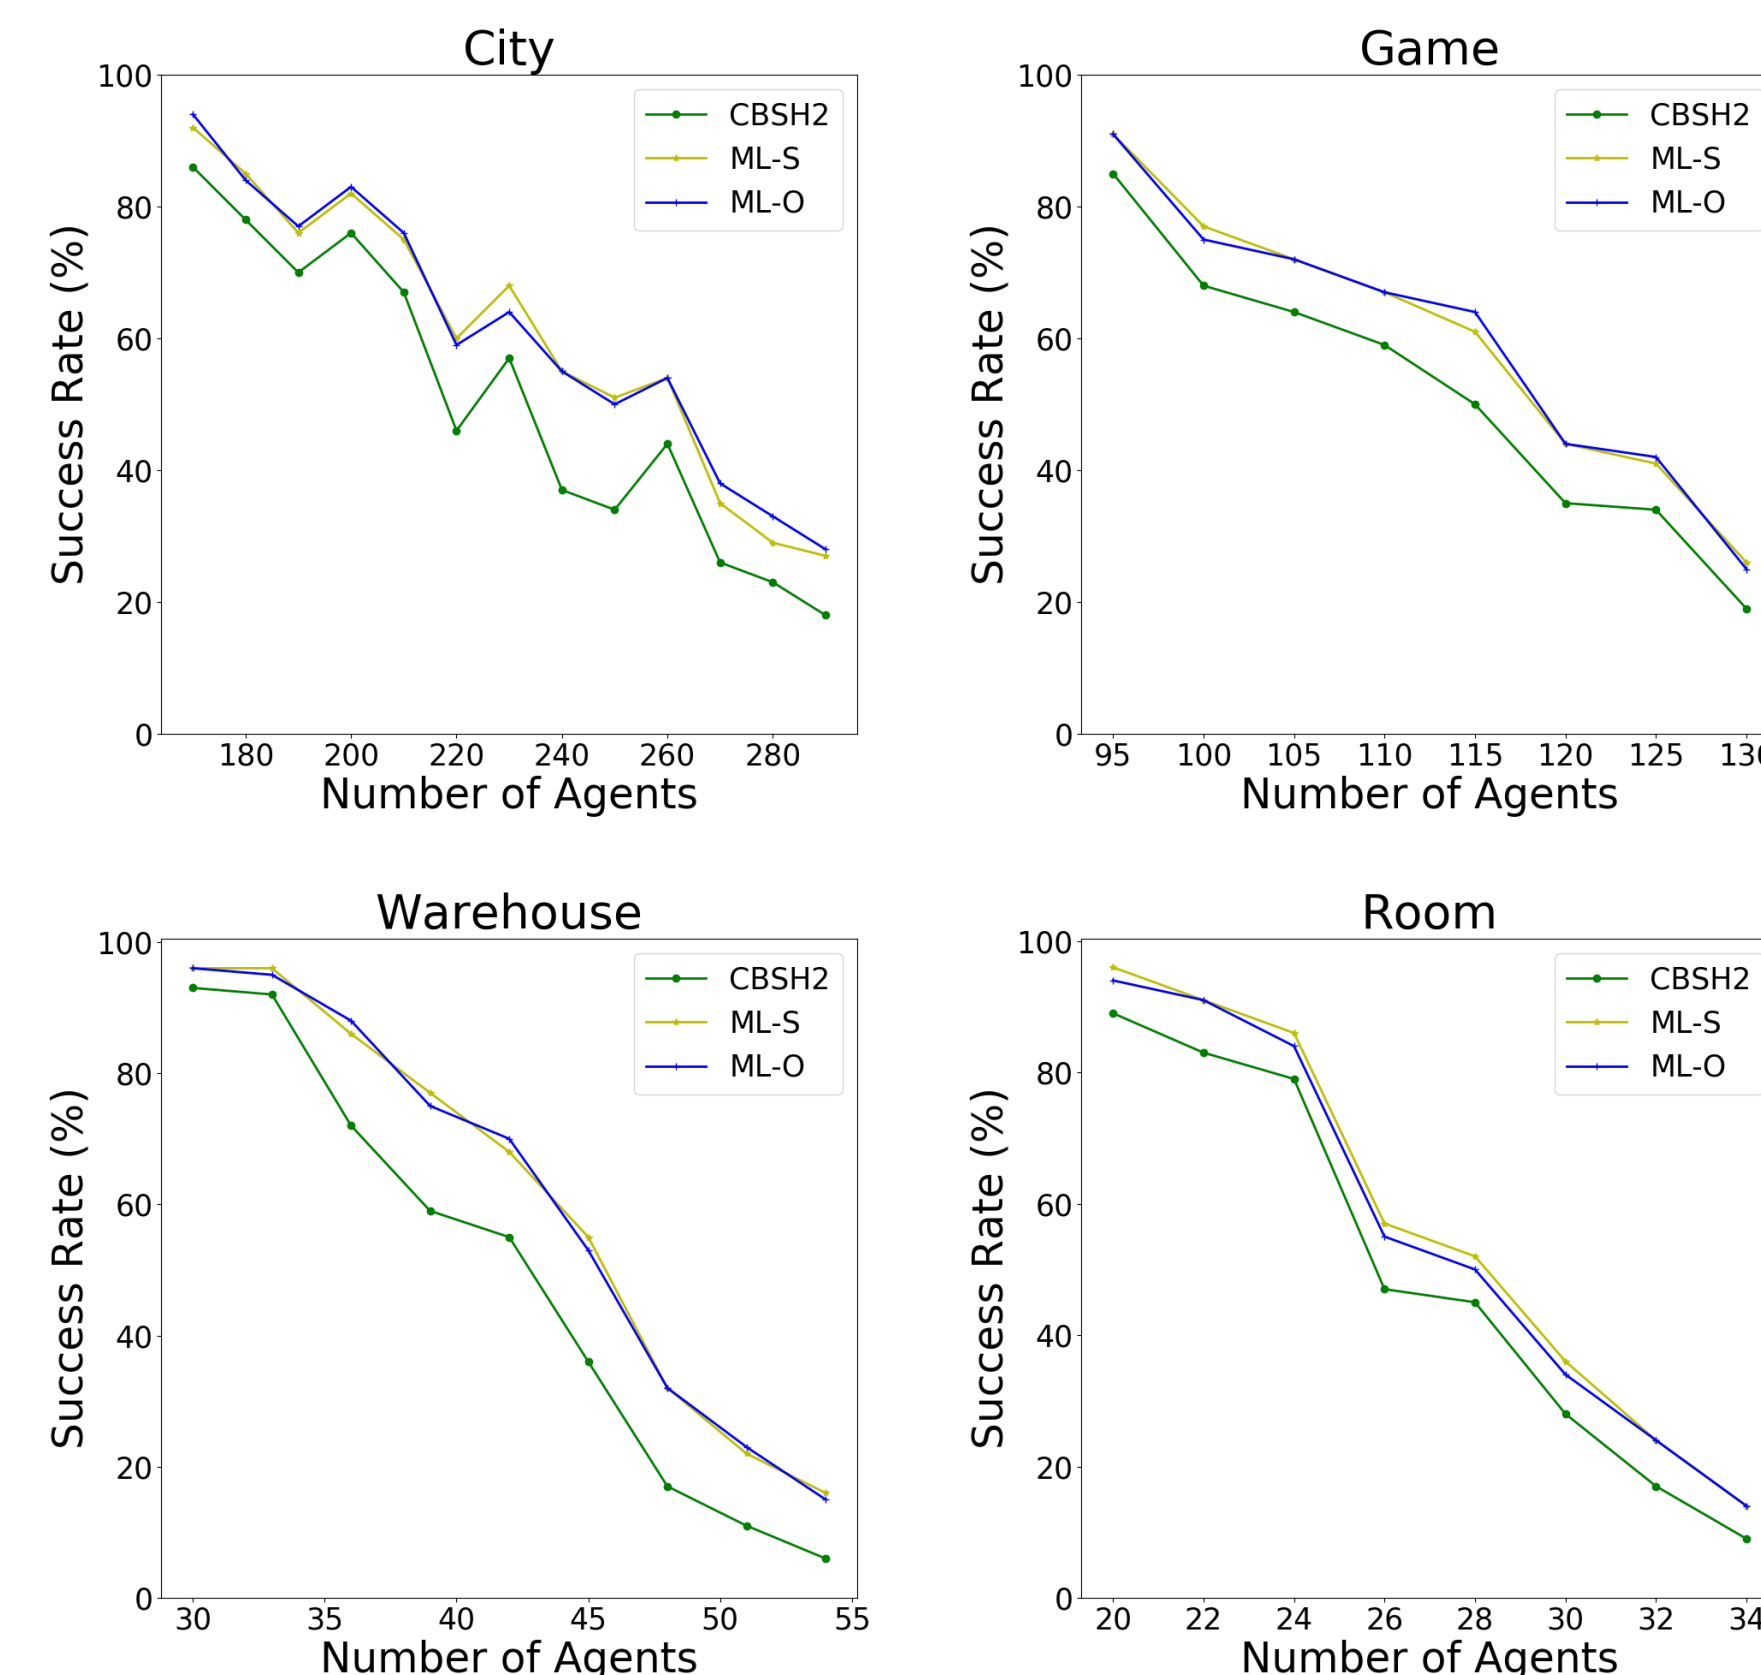 City
100
80
60
40
20
0
Success Rate (%)
CBSH2
ML-S
ML-O
180 200 220 240 260 280
Number of Agents
Game
100
80
60
40
20
0
Success Rate (%)
CBSH2
ML-S
ML-O
95 100 105 110 115 120 125 130
Number of Agents
Warehouse
100
80
60
40
20
0
Success Rate (%)
CBSH2
ML-S
ML-O
30 35 40 45 50 55
Number of Agents
Room
100
80
60
40
20
0
Success Rate (%)
CBSH2
ML-S
ML-O
20 22 24 26 28 30 32 34
Number of Agents